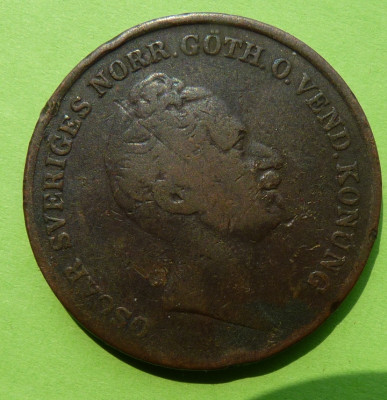 OSCAR SVERIGES NORR. GÖTH. O. VEND. KONUNG